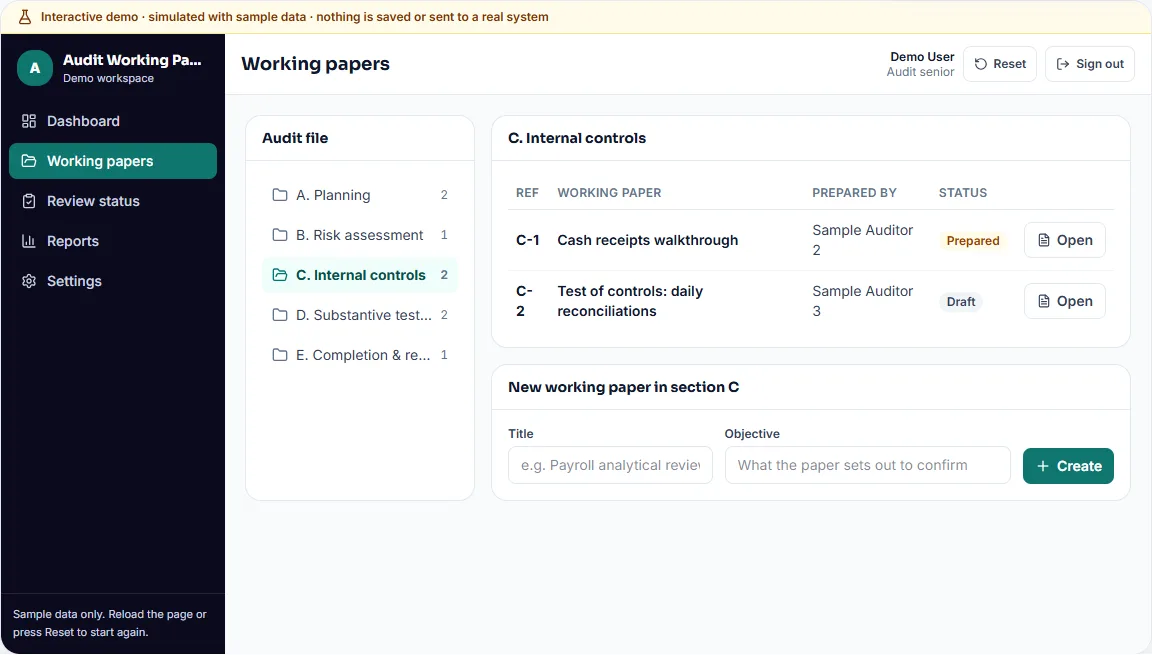 Interactive demo · simulated with sample data · nothing is saved or sent to a real system
A
Audit Working Pa...
Demo workspace
Dashboard
Working papers
Review status
Reports
Settings
Sample data only. Reload the page or
press Reset to start again.
Working papers
Demo User
Audit senior
Reset
Sign out
Audit file
A. Planning 2
B. Risk assessment 1
C. Internal controls 2
D. Substantive test... 2
E. Completion & re... 1
C. Internal controls
REF WORKING PAPER PREPARED BY STATUS
C-1 Cash receipts walkthrough Sample Auditor
2 Prepared Open
C-
2 Test of controls: daily
reconciliations Sample Auditor
3 Draft Open
New working paper in section C
Title
e.g. Payroll analytical review
Objective
What the paper sets out to confirm
+ Create